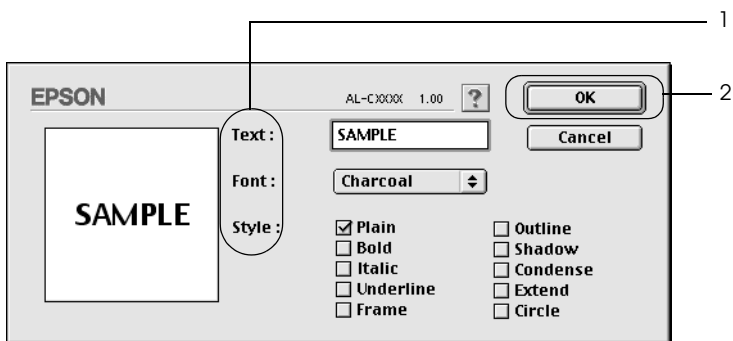 1
EPSON
AL-CXXXX 1.00
?
OK
2
Text :
SAMPLE
Cancel
Font :
Charcoal
SAMPLE
Style :
Plain
Outline
Bold
Shadow
Italic
Condense
Underline
Extend
Frame
Circle